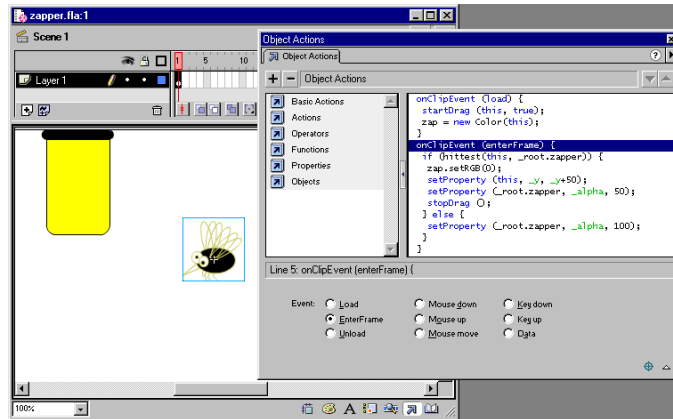 zapper.fla:1
Scene 1
1 5 10
Layer 1
100%
Object Actions
Object Actions
Object Actions
Basic Actions
Actions
Operators
Functions
Properties
Objects
onClipEvent (load) {
startDrag (this, true);
zap = new Color(this);
}
onClipEvent (enterFrame) {
if (hittest(this, _root.zapper)) {
zap.setRGB(0);
setProperty (this, _y, _y+50);
setProperty (_root.zapper, _alpha, 50);
stopDrag ();
} else {
setProperty (_root.zapper, _alpha, 100);
}
}
Line 5: onClipEvent (enterFrame) {
Event: Load Mouse down Key down
EnterFrame Mouse up Key up
Unload Mouse move Data